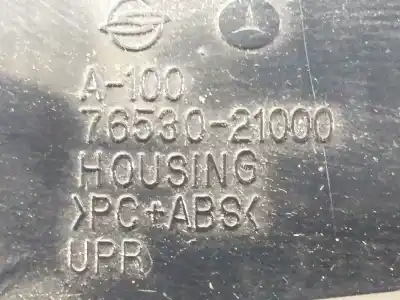 A-100
76530-21000
HOUSING
>PC+ABS<
UPR